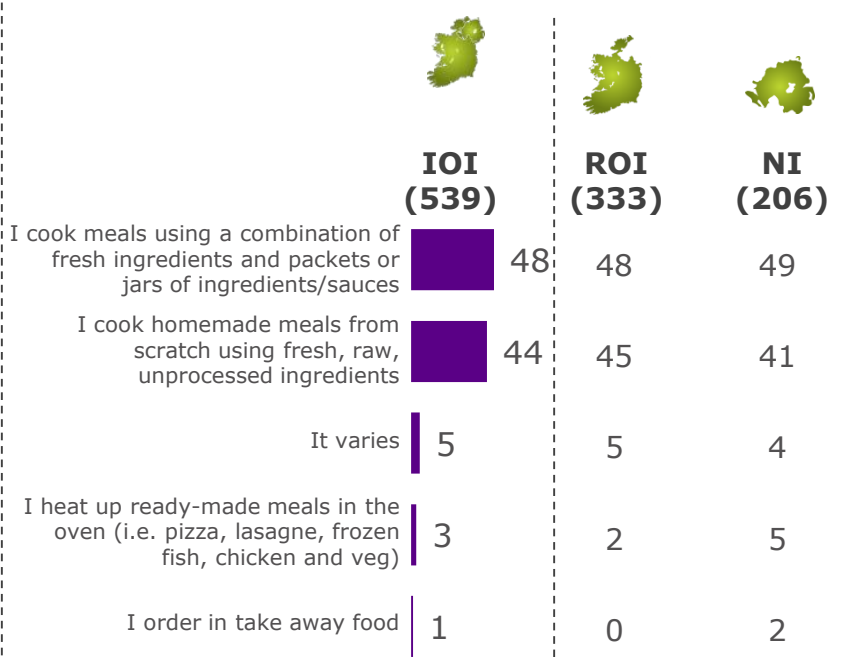 IOI ROI NI
(539) (333) (206)
I cook meals using a combination of
fresh ingredients and packets or
jars of ingredients/sauces
48 48 49
I cook homemade meals from
scratch using fresh, raw,
unprocessed ingredients
44 45 41
It varies 5 5 4
I heat up ready-made meals in the
oven (i.e. pizza, lasagne, frozen
fish, chicken and veg)
3 2 5
I order in take away food 1 0 2